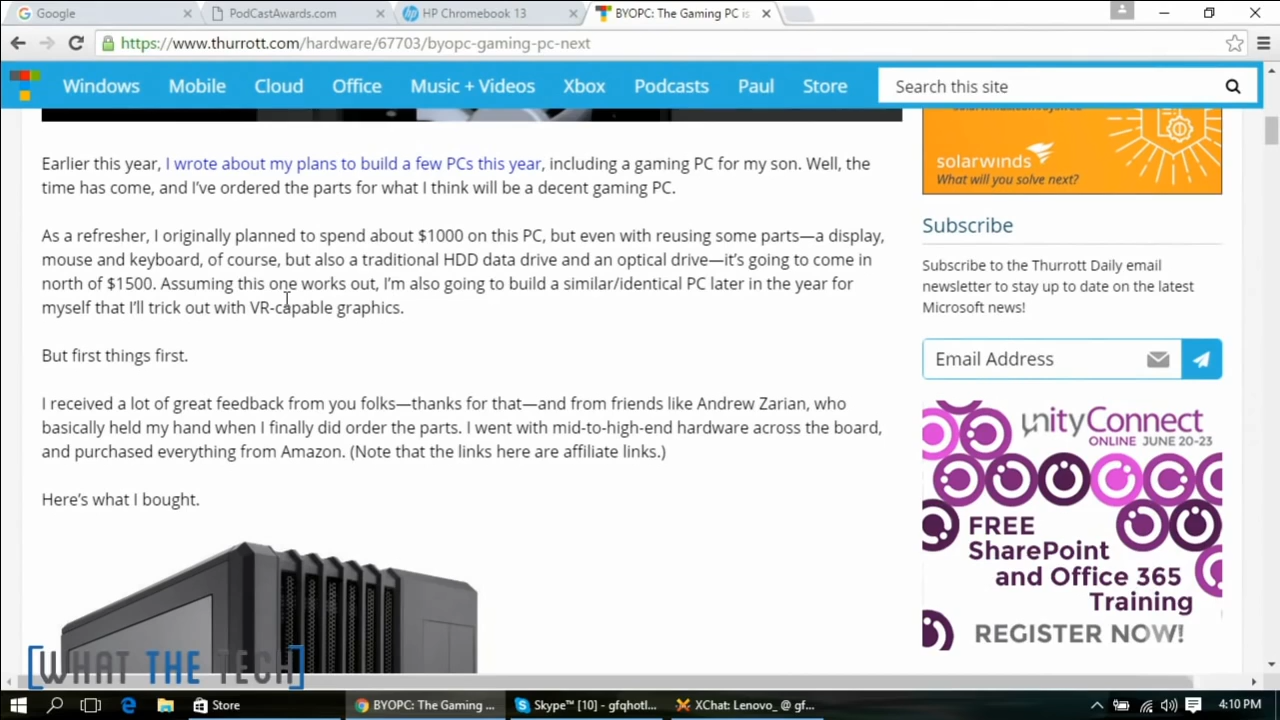 Google
PodCastAwards.com
HP Chromebook 13
BYOPC: The Gaming PC is
https://www.thurrott.com/hardware/67703/byopc-gaming-pc-next
Windows Mobile Cloud Office Music + Videos Xbox Podcasts Paul Store Search this site
Earlier this year, I wrote about my plans to build a few PCs this year, including a gaming PC for my son. Well, the
time has come, and I've ordered the parts for what I think will be a decent gaming PC.
As a refresher, I originally planned to spend about $1000 on this PC, but even with reusing some parts—a display,
mouse and keyboard, of course, but also a traditional HDD data drive and an optical drive—it's going to come in
north of $1500. Assuming this one works out, I'm also going to build a similar/identical PC later in the year for
myself that I'll trick out with VR-capable graphics.
But first things first.
I received a lot of great feedback from you folks—thanks for that—and from friends like Andrew Zarian, who
basically held my hand when I finally did order the parts. I went with mid-to-high-end hardware across the board,
and purchased everything from Amazon. (Note that the links here are affiliate links.)
Here's what I bought.
solarwinds
What will you solve next?
Subscribe
Subscribe to the Thurrott Daily email
newsletter to stay up to date on the latest
Microsoft news!
Email Address
unityConnect
ONLINE JUNE 20-23
FREE
SharePoint
and Office 365
Training
REGISTER NOW!
[WHAT THE TECH]
Store
BYOPC: The Gaming ...
Skype™ [10] - gfqhotl...
XChat: Lenovo_ @ gf...
4:10 PM